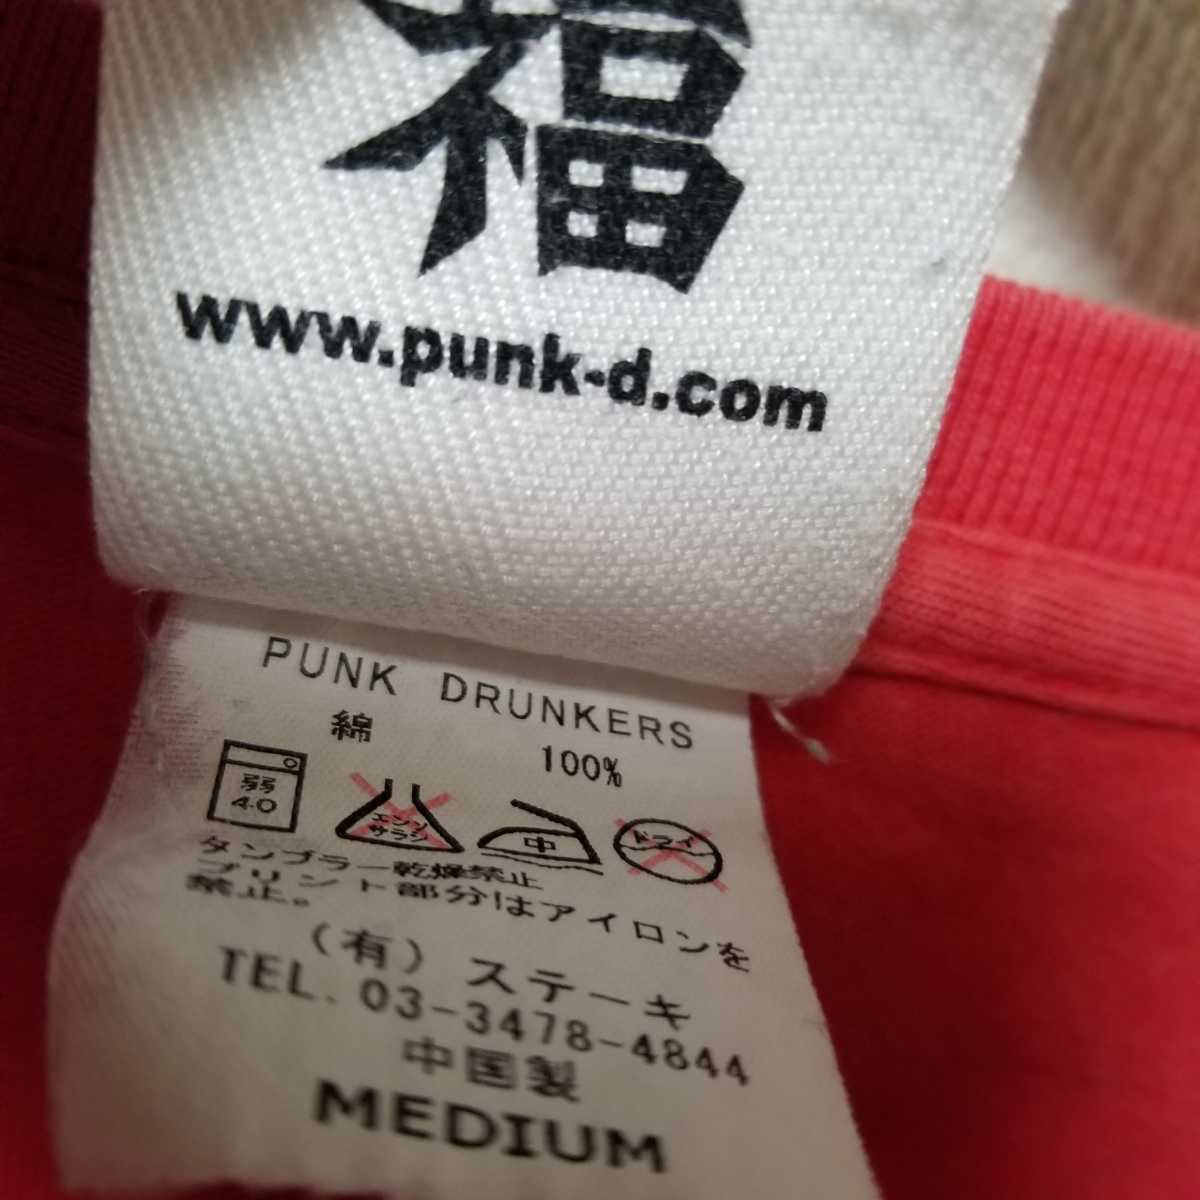 福
www.punk-d.com
PUNK DRUNKERS
綿 100%
弱
40
エンソ
サラシ
中
ドライ
タンブラー乾燥禁止
プリント部分はアイロンを
禁止。
(有)ステーキ
TEL. 03-3478-4844
中国製
MEDIUM